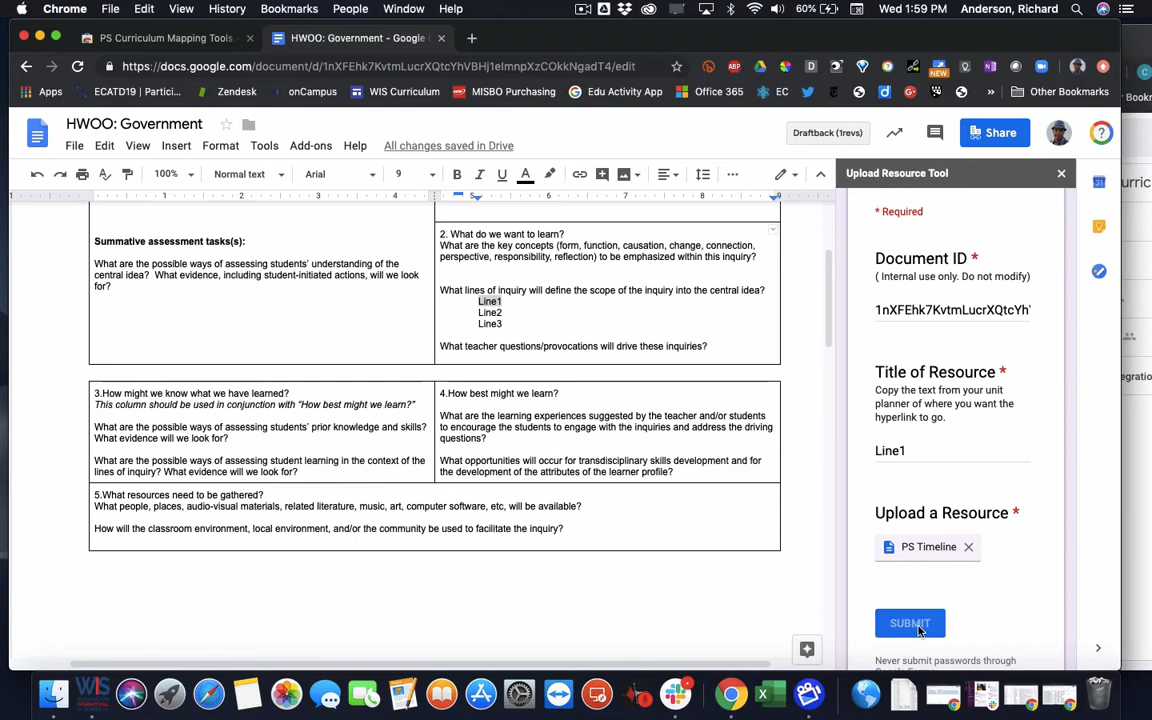 Chrome File Edit View History Bookmarks People Window Help 60% Wed 1:59 PM Anderson, Richard
PS Curriculum Mapping Tools
HWOO: Government - Google
https://docs.google.com/document/d/1nXFEhk7KvtmLucrXQtcYhVBHj1eImnpXzCOkkNgadT4/edit
ABP D NEW
Apps ECATD19 (Partici... Zendesk onCampus WIS Curriculum MISBO Purchasing Edu Activity App Office 365 EC Other Bookmarks
HWOO: Government
File Edit View Insert Format Tools Add-ons Help All changes saved in Drive
Draftback (1revs)
Share
100% Normal text Arial 9 B I U A
1 1 2 3 4 5 6 7 8 9
Summative assessment tasks(s):
What are the possible ways of assessing students' understanding of the
central idea? What evidence, including student-initiated actions, will we look
for?
2. What do we want to learn?
What are the key concepts (form, function, causation, change, connection,
perspective, responsibility, reflection) to be emphasized within this inquiry?
What lines of inquiry will define the scope of the inquiry into the central idea?
Line1
Line2
Line3
What teacher questions/provocations will drive these inquiries?
3.How might we know what we have learned?
This column should be used in conjunction with "How best might we learn?"
What are the possible ways of assessing students' prior knowledge and skills?
What evidence will we look for?
What are the possible ways of assessing student learning in the context of the
lines of inquiry? What evidence will we look for?
4.How best might we learn?
What are the learning experiences suggested by the teacher and/or students
to encourage the students to engage with the inquiries and address the driving
questions?
What opportunities will occur for transdisciplinary skills development and for
the development of the attributes of the learner profile?
5.What resources need to be gathered?
What people, places, audio-visual materials, related literature, music, art, computer software, etc, will be available?
How will the classroom environment, local environment, and/or the community be used to facilitate the inquiry?
Upload Resource Tool
* Required
Document ID *
( Internal use only. Do not modify)
1nXFEhk7KvtmLucrXQtcYh
Title of Resource *
Copy the text from your unit
planner of where you want the
hyperlink to go.
Line1
Upload a Resource *
PS Timeline
SUBMIT
Never submit passwords through
31
WIS